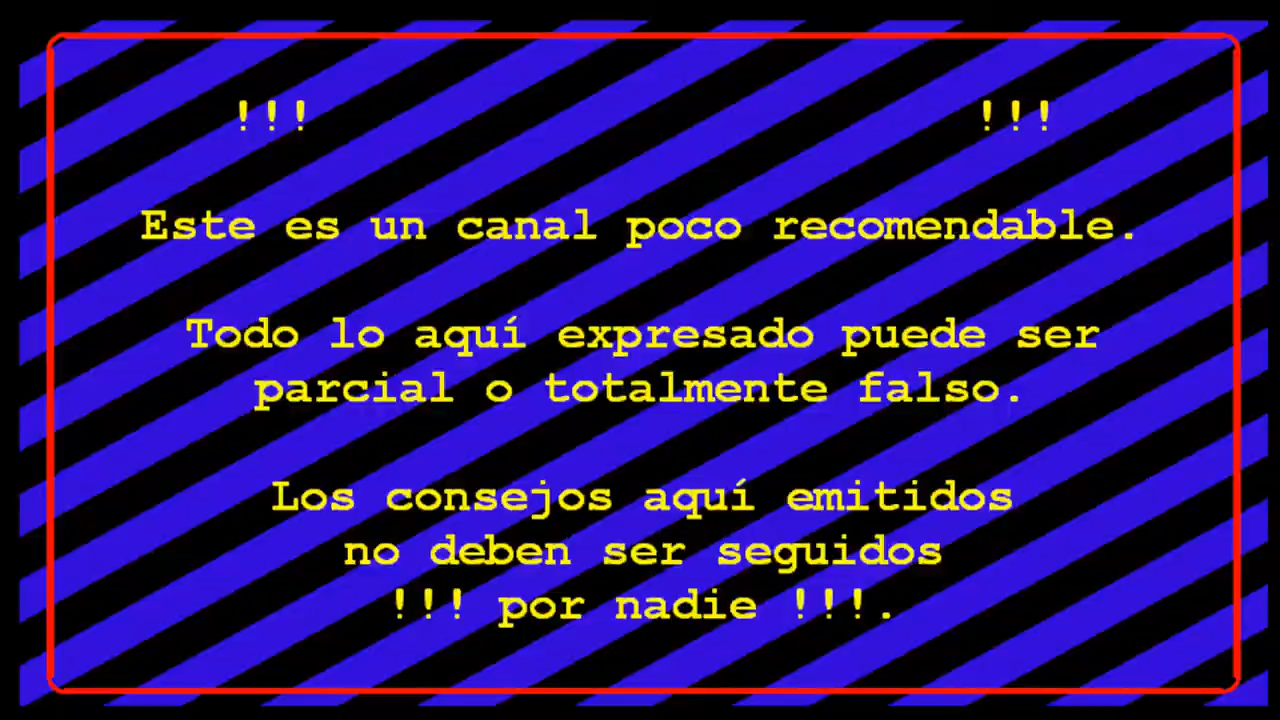 !!! !!!
Este es un canal poco recomendable.
Todo lo aquí expresado puede ser
parcial o totalmente falso.
Los consejos aquí emitidos
no deben ser seguidos
!!! por nadie !!!.